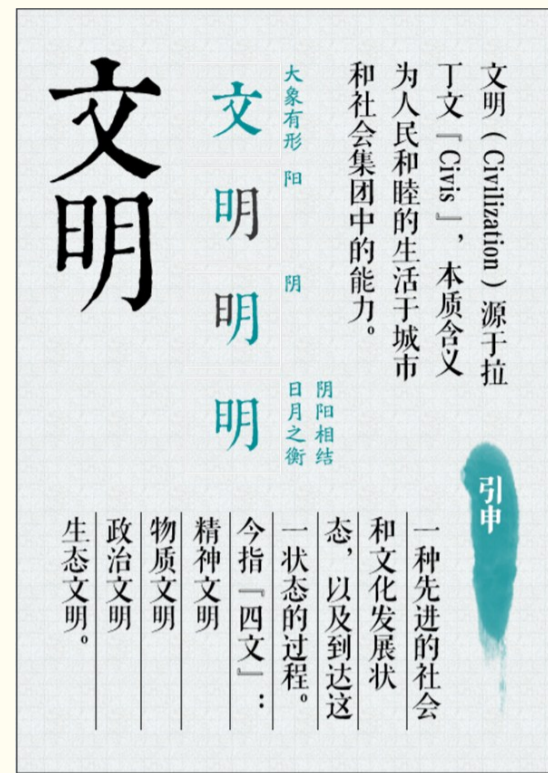 文明（Civilization）源于拉
丁文『Civis』，本质含义
为人民和睦的生活于城市
和社会集团中的能力。
大象有形 阳
阴
阴阳相结
日月之衡
文
明
明
明
文明
引申
一种先进的社会
和文化发展状
态，以及到达这
一状态的过程。
今指『四文』：
精神文明
物质文明
政治文明
生态文明。